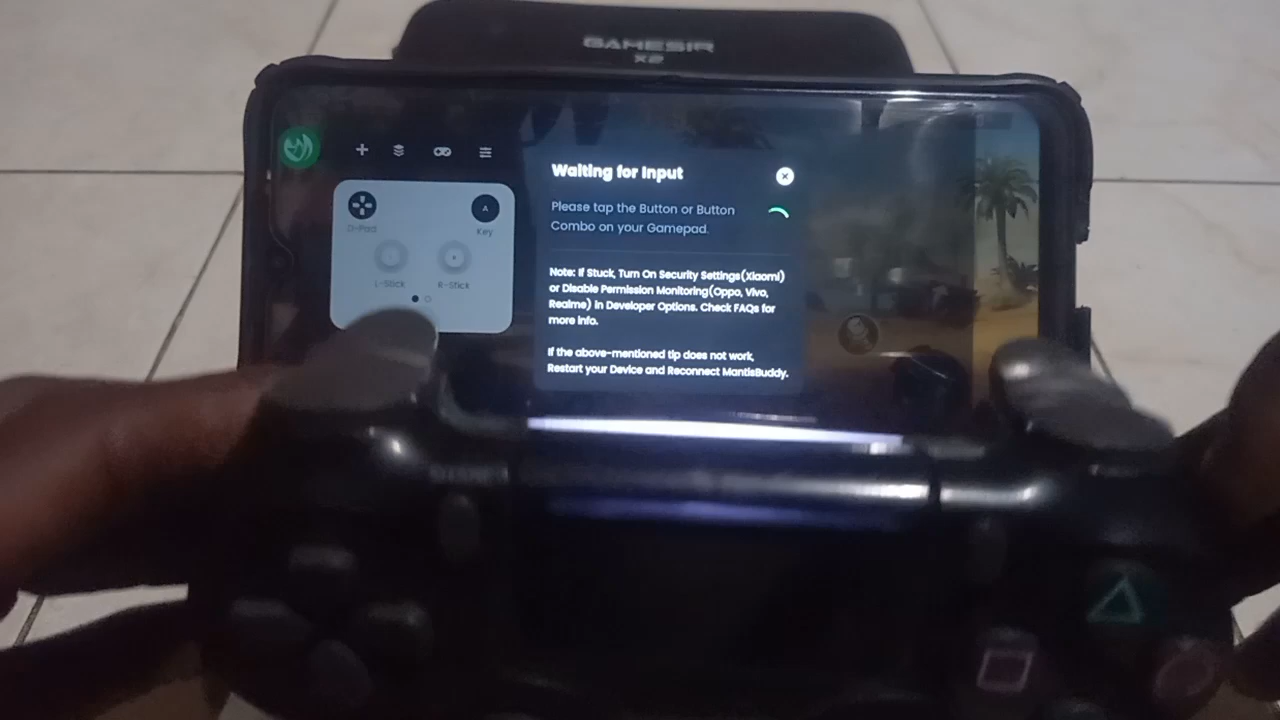 GAMESIR
X2
Waiting for Input
Please tap the Button or Button
Combo on your Gamepad.
Note: If Stuck, Turn On Security Settings(Xiaomi)
or Disable Permission Monitoring(Oppo, Vivo,
Realme) in Developer Options. Check FAQs for
more info.
If the above-mentioned tip does not work,
Restart your Device and Reconnect MantisBuddy.
A
D-Pad
Key
L-Stick
R-Stick